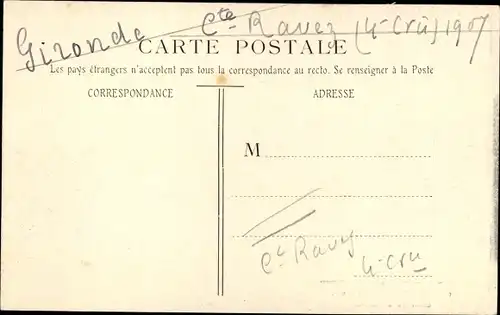 Gironde Cte Ravez (4e Crû) 1907
CARTE POSTALE
Les pays étrangers n'acceptent pas tous la correspondance au recto. Se renseigner à la Poste
CORRESPONDANCE
ADRESSE
M
Cte Ravez
4e Cru